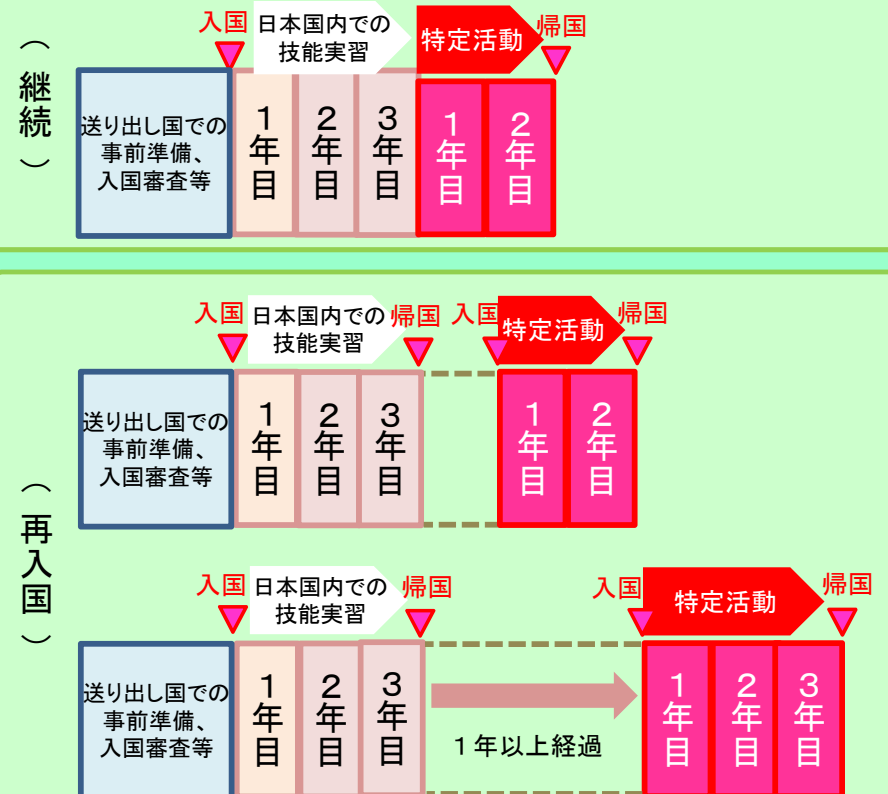 （継続）
入国
日本国内での
技能実習
特定活動
帰国
送り出し国での
事前準備、
入国審査等
１年目
２年目
３年目
１年目
２年目
（再入国）
入国
日本国内での
技能実習
帰国
入国
特定活動
帰国
送り出し国での
事前準備、
入国審査等
１年目
２年目
３年目
１年目
２年目
入国
日本国内での
技能実習
帰国
入国
特定活動
帰国
送り出し国での
事前準備、
入国審査等
１年目
２年目
３年目
１年以上経過
１年目
２年目
３年目